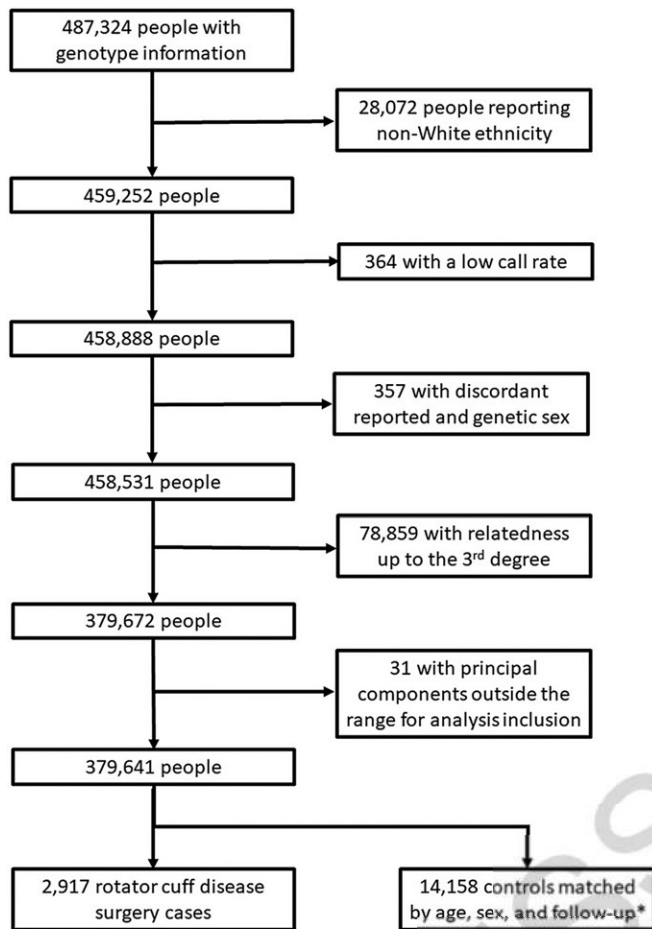 487,324 people with
genotype information
28,072 people reporting
non-White ethnicity
459,252 people
364 with a low call rate
458,888 people
357 with discordant
reported and genetic sex
458,531 people
78,859 with relatedness
up to the 3rd degree
379,672 people
31 with principal
components outside the
range for analysis inclusion
379,641 people
2,917 rotator cuff disease
surgery cases
14,158 controls matched
by age, sex, and follow-up*